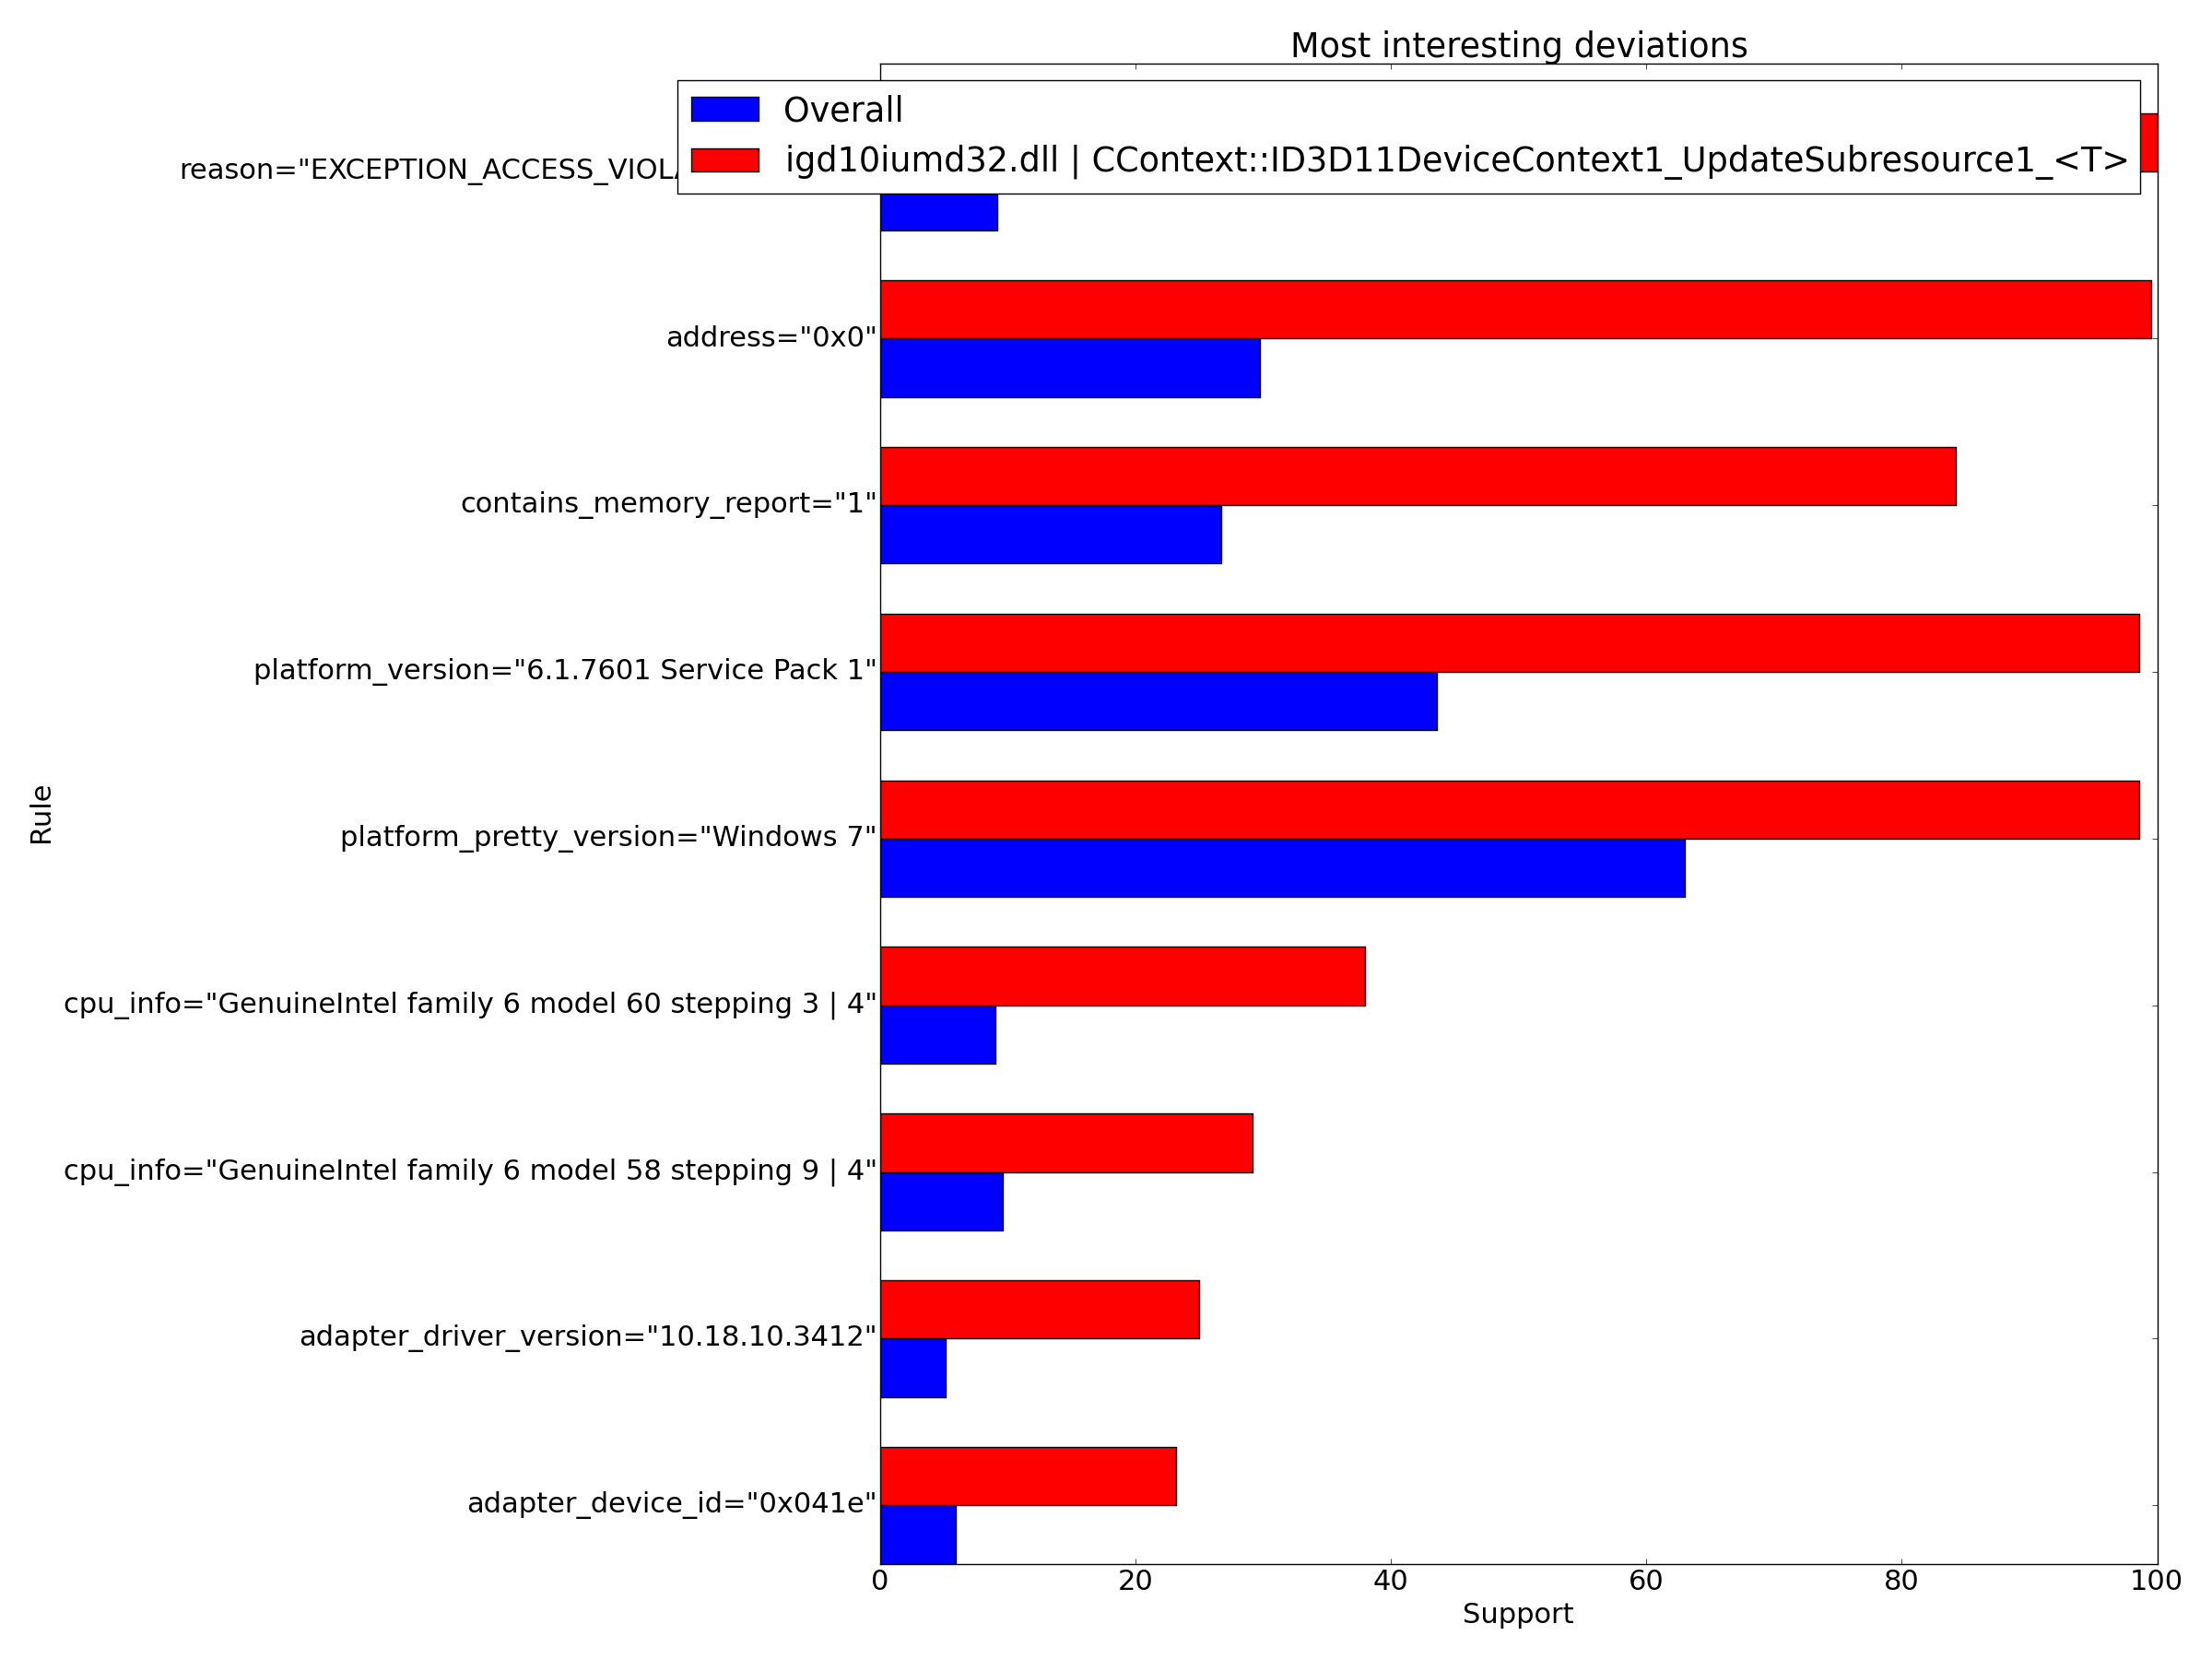 Most interesting deviations
Overall
igd10iumd32.dll | CContext::ID3D11DeviceContext1_UpdateSubresource1_<T>
reason="EXCEPTION_ACCESS_
address="0x0"
contains_memory_report="1"
platform_version="6.1.7601 Service Pack 1"
platform_pretty_version="Windows 7"
Rule
cpu_info="GenuineIntel family 6 model 60 stepping 3 | 4"
cpu_info="GenuineIntel family 6 model 58 stepping 9 | 4"
adapter_driver_version="10.18.10.3412"
adapter_device_id="0x041e"
0 20 40 60 80 100
Support